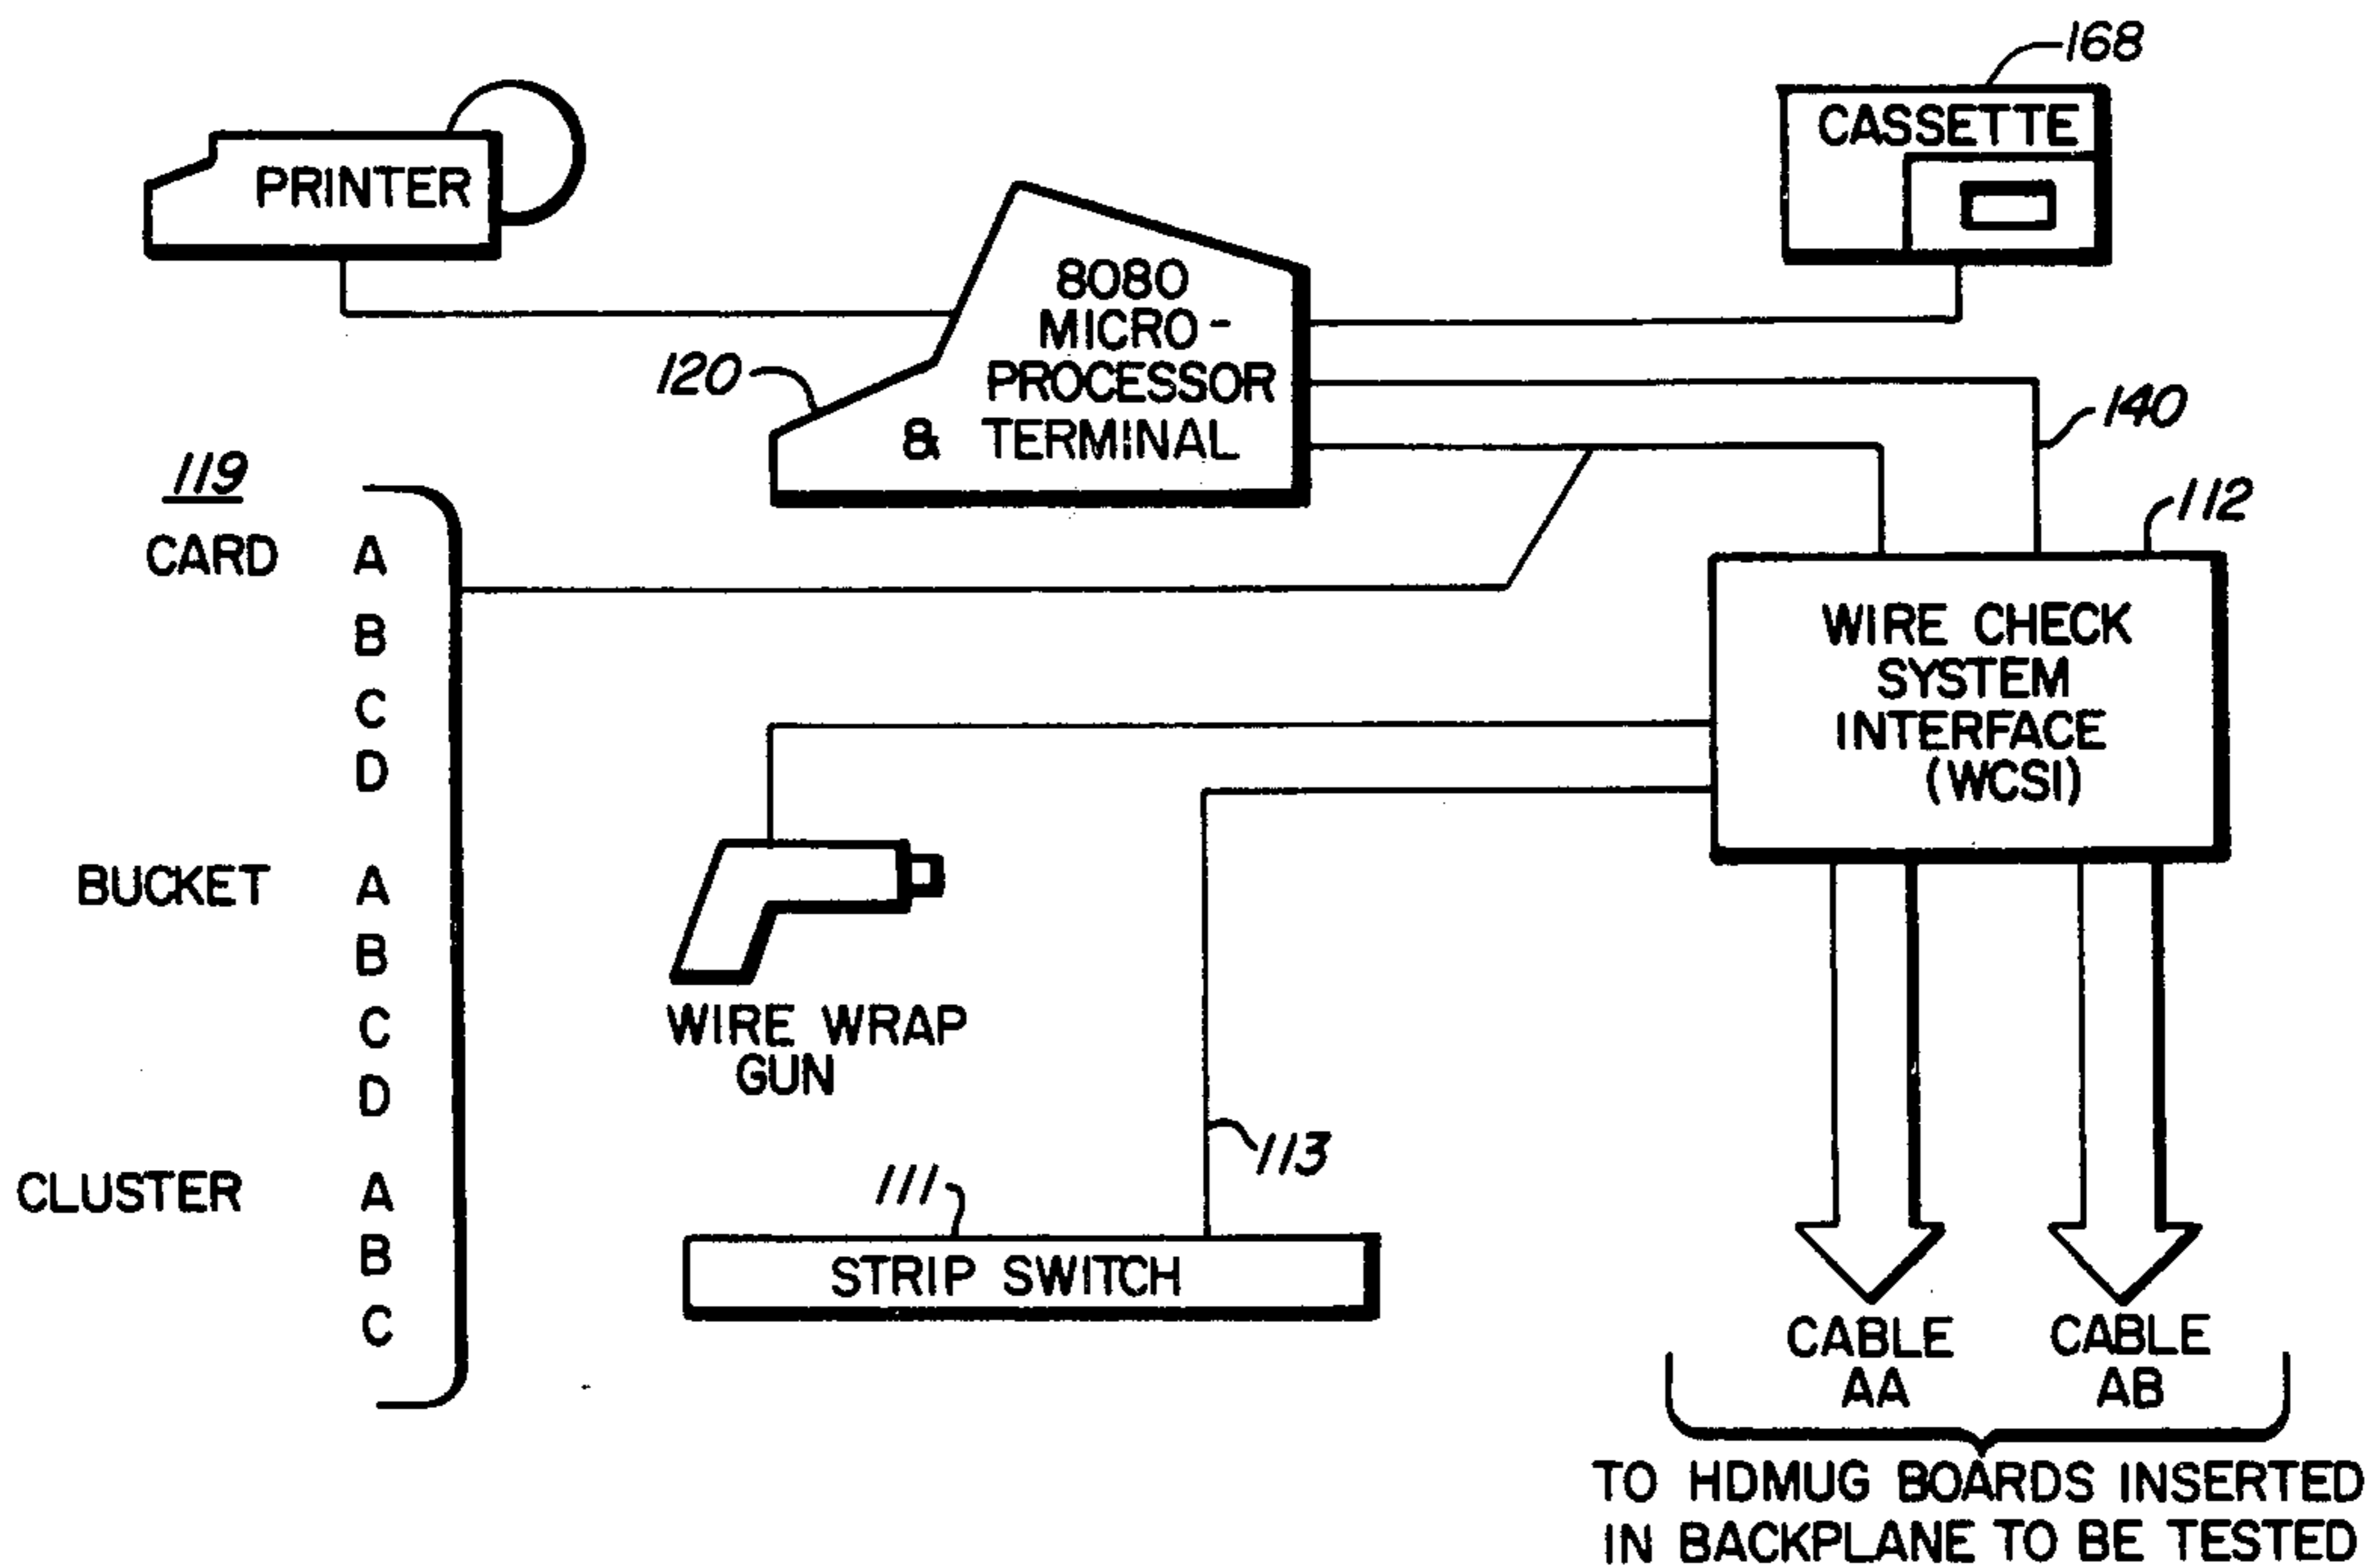 168
CASSETTE
PRINTER
8080
MICRO-
PROCESSOR
& TERMINAL
120
140
119
112
CARD A
B
C
D
BUCKET A
B
C
D
CLUSTER A
B
C
WIRE CHECK
SYSTEM
INTERFACE
(WCSI)
WIRE WRAP
GUN
113
111
STRIP SWITCH
CABLE
AA
CABLE
AB
TO HDMUG BOARDS INSERTED
IN BACKPLANE TO BE TESTED